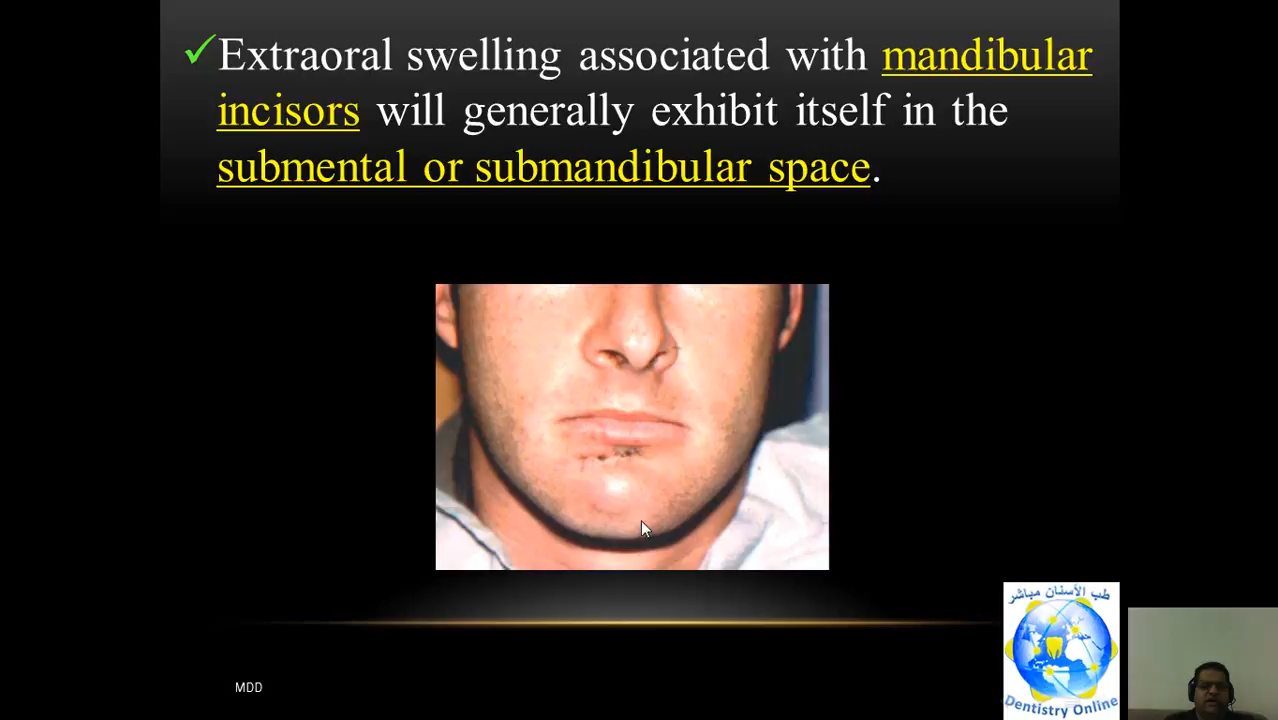 Extraoral swelling associated with mandibular
incisors will generally exhibit itself in the
submental or submandibular space.
طب الأسنان مباشر
Dentistry Online
MDD